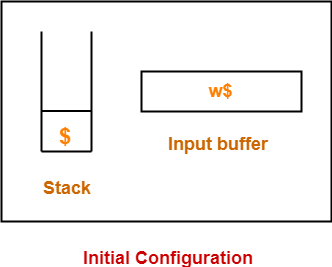 w$
$
Input buffer
Stack
Initial Configuration